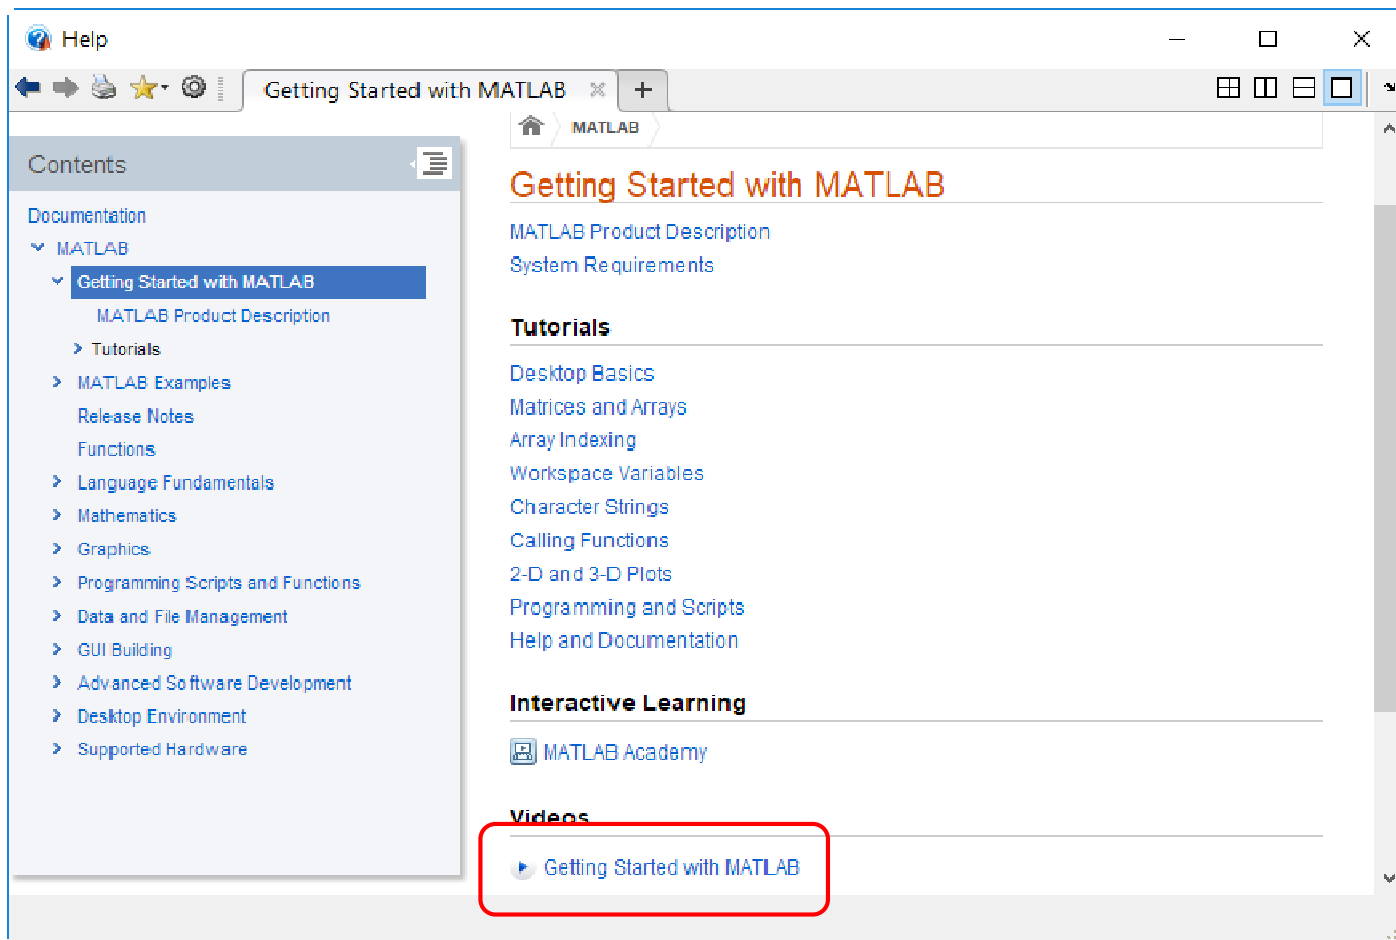 Help
Getting Started with MATLAB
MATLAB
Contents
Documentation
MATLAB
Getting Started with MATLAB
MATLAB Product Description
Tutorials
MATLAB Examples
Release Notes
Functions
Language Fundamentals
Mathematics
Graphics
Programming Scripts and Functions
Data and File Management
GUI Building
Advanced Software Development
Desktop Environment
Supported Hardware
Getting Started with MATLAB
MATLAB Product Description
System Requirements
Tutorials
Desktop Basics
Matrices and Arrays
Array Indexing
Workspace Variables
Character Strings
Calling Functions
2-D and 3-D Plots
Programming and Scripts
Help and Documentation
Interactive Learning
MATLAB Academy
Videos
Getting Started with MATLAB